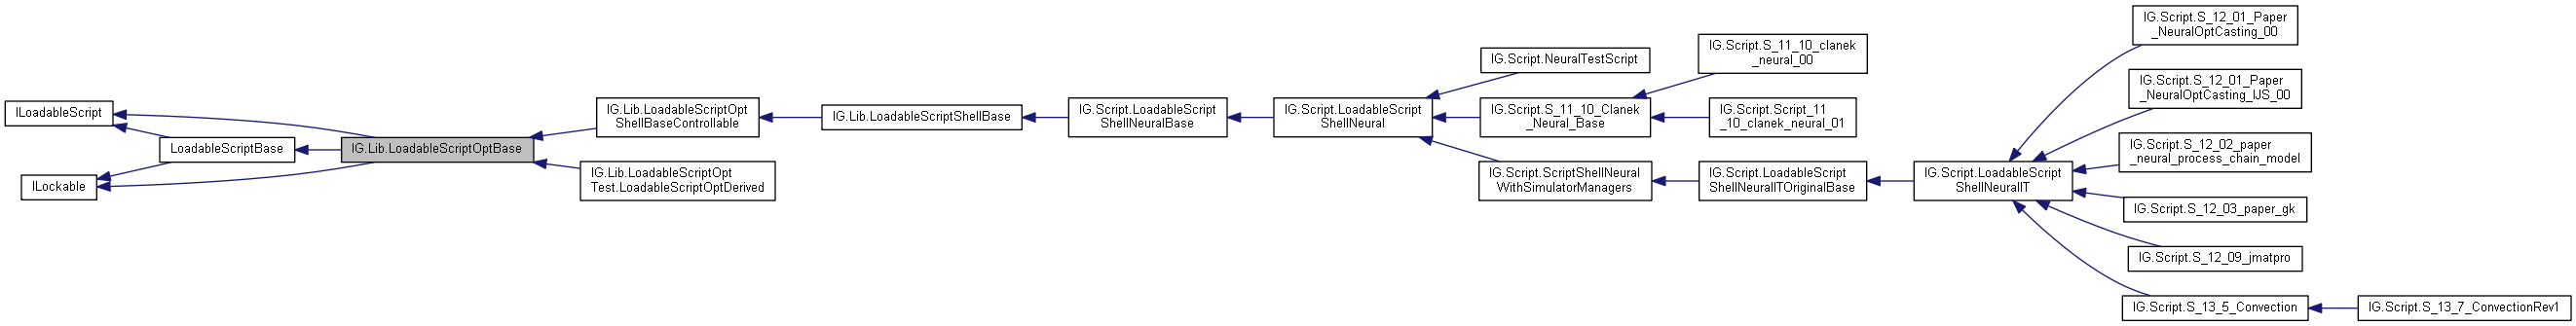 ILoadableScript
ILockable
LoadableScriptBase
IG.Lib.LoadableScriptOptBase
IG.Lib.LoadableScriptOpt
ShellBaseControllable
IG.Lib.LoadableScriptOpt
Test.LoadableScriptOptDerived
IG.Lib.LoadableScriptShellBase
IG.Script.LoadableScript
ShellNeuralBase
IG.Script.LoadableScript
ShellNeural
IG.Script.NeuralTestScript
IG.Script.S_11_10_Clanek
_Neural_Base
IG.Script.ScriptShellNeural
WithSimulatorManagers
IG.Script.S_11_10_clanek
_neural_00
IG.Script.Script_11
_10_clanek_neural_01
IG.Script.LoadableScript
ShellNeuralITOriginalBase
IG.Script.LoadableScript
ShellNeuralIT
IG.Script.S_12_01_Paper
_NeuralOptCasting_00
IG.Script.S_12_01_Paper
_NeuralOptCasting_IJS_00
IG.Script.S_12_02_paper
_neural_process_chain_model
IG.Script.S_12_03_paper_gk
IG.Script.S_12_09_jmatpro
IG.Script.S_13_5_Convection
IG.Script.S_13_7_ConvectionRev1